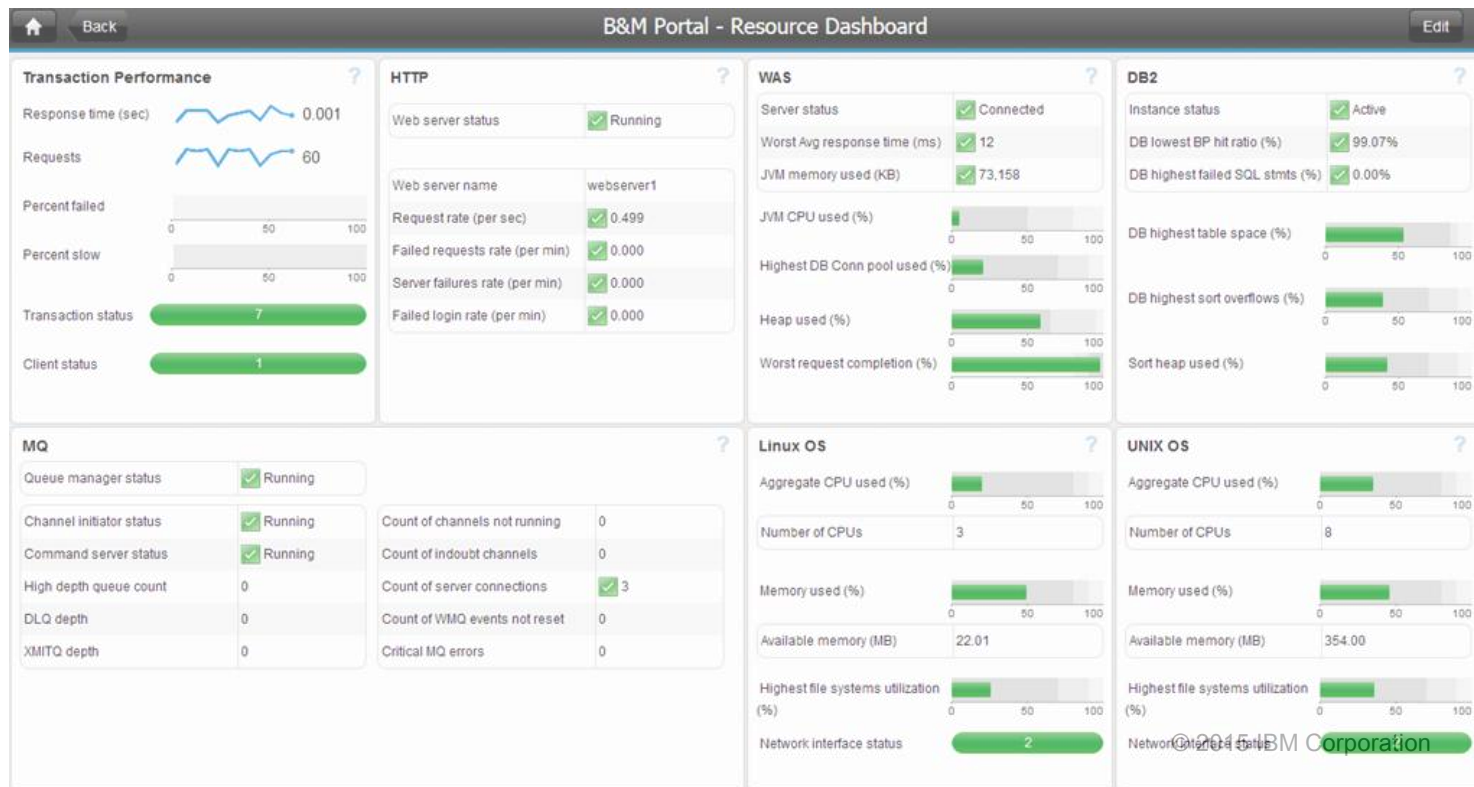 Back
B&M Portal - Resource Dashboard
Edit
Transaction Performance
?
Response time (sec)
0.001
Requests
60
Percent failed
0 50 100
Percent slow
0 50 100
Transaction status
7
Client status
1
HTTP
?
Web server status
Running
Web server name
webserver1
Request rate (per sec)
0.499
Failed requests rate (per min)
0.000
Server failures rate (per min)
0.000
Failed login rate (per min)
0.000
WAS
?
Server status
Connected
Worst Avg response time (ms)
12
JVM memory used (KB)
73,158
JVM CPU used (%)
0 50 100
Highest DB Conn pool used (%)
0 50 100
Heap used (%)
0 50 100
Worst request completion (%)
0 50 100
DB2
?
Instance status
Active
DB lowest BP hit ratio (%)
99.07%
DB highest failed SQL stmts (%)
0.00%
DB highest table space (%)
0 50 100
DB highest sort overflows (%)
0 50 100
Sort heap used (%)
0 50 100
MQ
?
Queue manager status
Running
Channel initiator status
Running
Command server status
Running
High depth queue count
0
DLQ depth
0
XMITQ depth
0
Count of channels not running
0
Count of indoubt channels
0
Count of server connections
3
Count of WMQ events not reset
0
Critical MQ errors
0
Linux OS
?
Aggregate CPU used (%)
0 50 100
Number of CPUs
3
Memory used (%)
0 50 100
Available memory (MB)
22.01
Highest file systems utilization
(%)
0 50 100
Network interface status
2
UNIX OS
?
Aggregate CPU used (%)
0 50 100
Number of CPUs
8
Memory used (%)
0 50 100
Available memory (MB)
354.00
Highest file systems utilization
(%)
0 50 100
Network interface status
© 2015 IBM Corporation